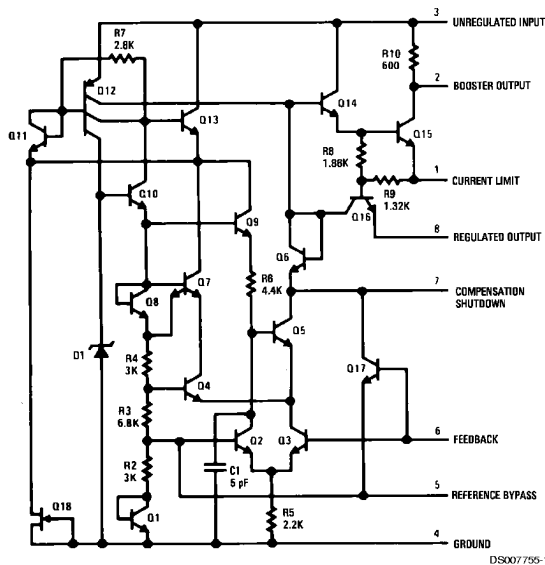 3
UNREGULATED INPUT
R7
2.8K
R10
600
2
BOOSTER OUTPUT
Q12
Q14
Q13
Q15
Q11
R8
1.88K
1
CURRENT LIMIT
Q10
R9
1.32K
Q16
Q9
8
REGULATED OUTPUT
Q6
R6
4.4K
Q7
7
COMPENSATION
SHUTDOWN
Q8
Q5
D1
R4
3K
Q17
Q4
R3
6.8K
Q2
Q3
6
FEEDBACK
R2
3K
C1
5 pF
5
REFERENCE BYPASS
Q18
Q1
R5
2.2K
4
GROUND
DS007755-